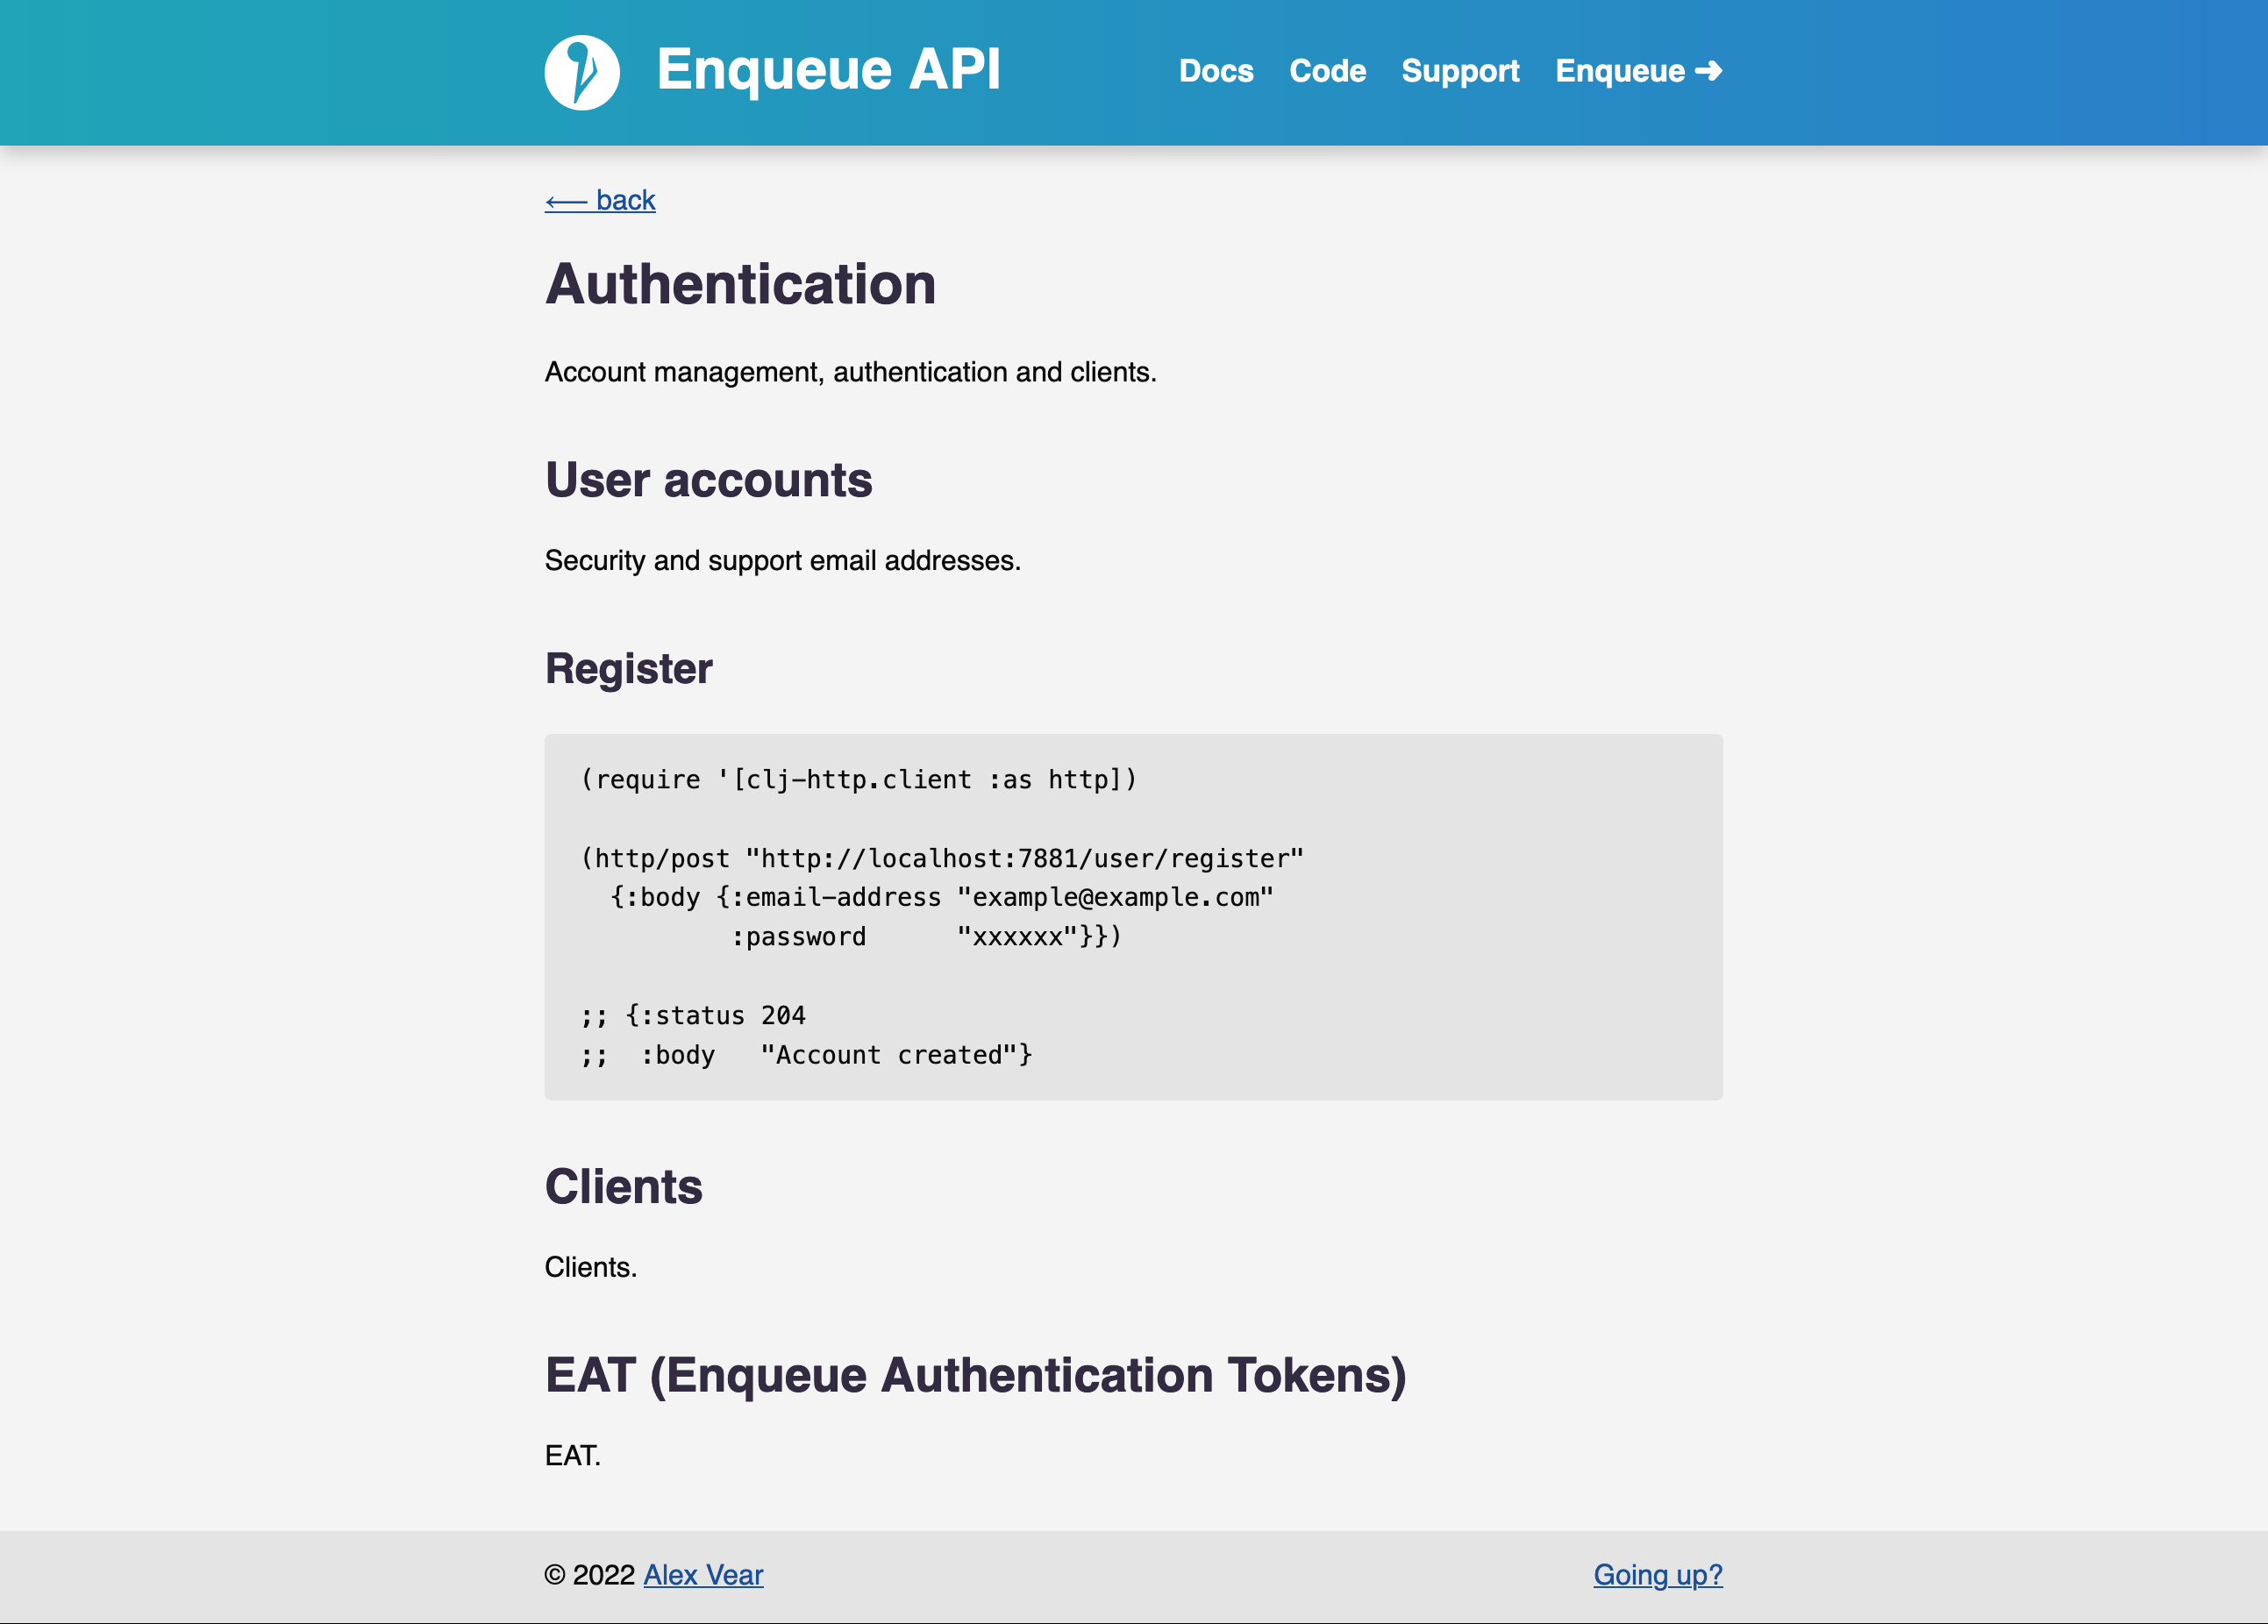 Enqueue API
Docs Code Support Enqueue ➜
⟵ back
Authentication
Account management, authentication and clients.
User accounts
Security and support email addresses.
Register
(require '[clj-http.client :as http])
(http/post "http://localhost:7881/user/register"
  {:body {:email-address "example@example.com"
          :password      "xxxxxx"}})
;; {:status 204
;;  :body   "Account created"}
Clients
Clients.
EAT (Enqueue Authentication Tokens)
EAT.
© 2022 Alex Vear
Going up?